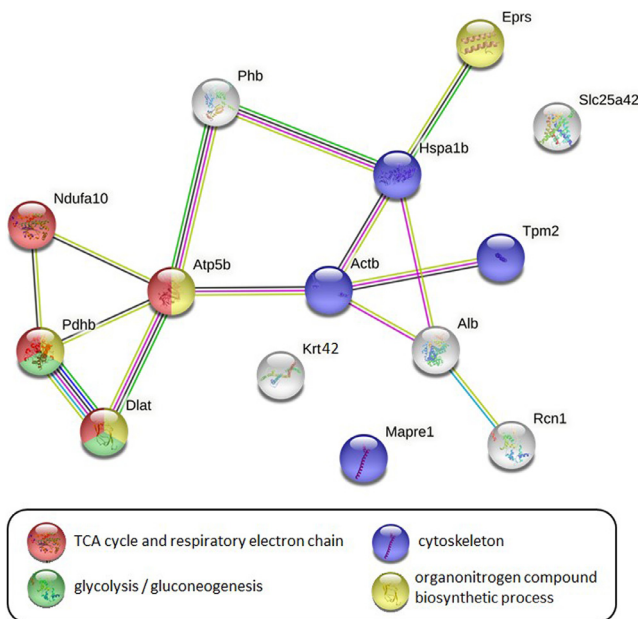 Eprs
Phb
Slc25a42
Hspa1b
Ndufa10
Tpm2
Atp5b
Actb
Pdhb
Alb
Krt42
Dlat
Rcn1
Mapre1
TCA cycle and respiratory electron chain
cytoskeleton
glycolysis / gluconeogenesis
organonitrogen compound
biosynthetic process